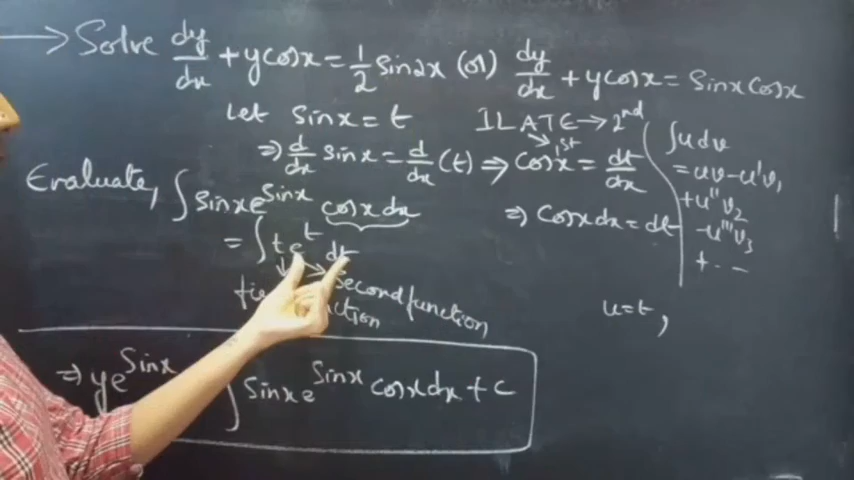 → Solve dy/dx + y cosx = 1/2 sin2x (or) dy/dx + y cosx = sinx cosx
Let sinx = t
ILATE → 2nd
1st
⇒ d/dx sinx = d/dx (t) ⇒ cosx = dt/dx
⇒ cosx dx = dt
Evaluate, ∫ sinx e^sinx cosx dx
= ∫ t e^t dt
second function
∫u dv
= uv - u'v₁
+ u''v₂
- u'''v₃
+ ...
u = t,
⇒ y e^sinx ∫ sinx e^sinx cosx dx + c